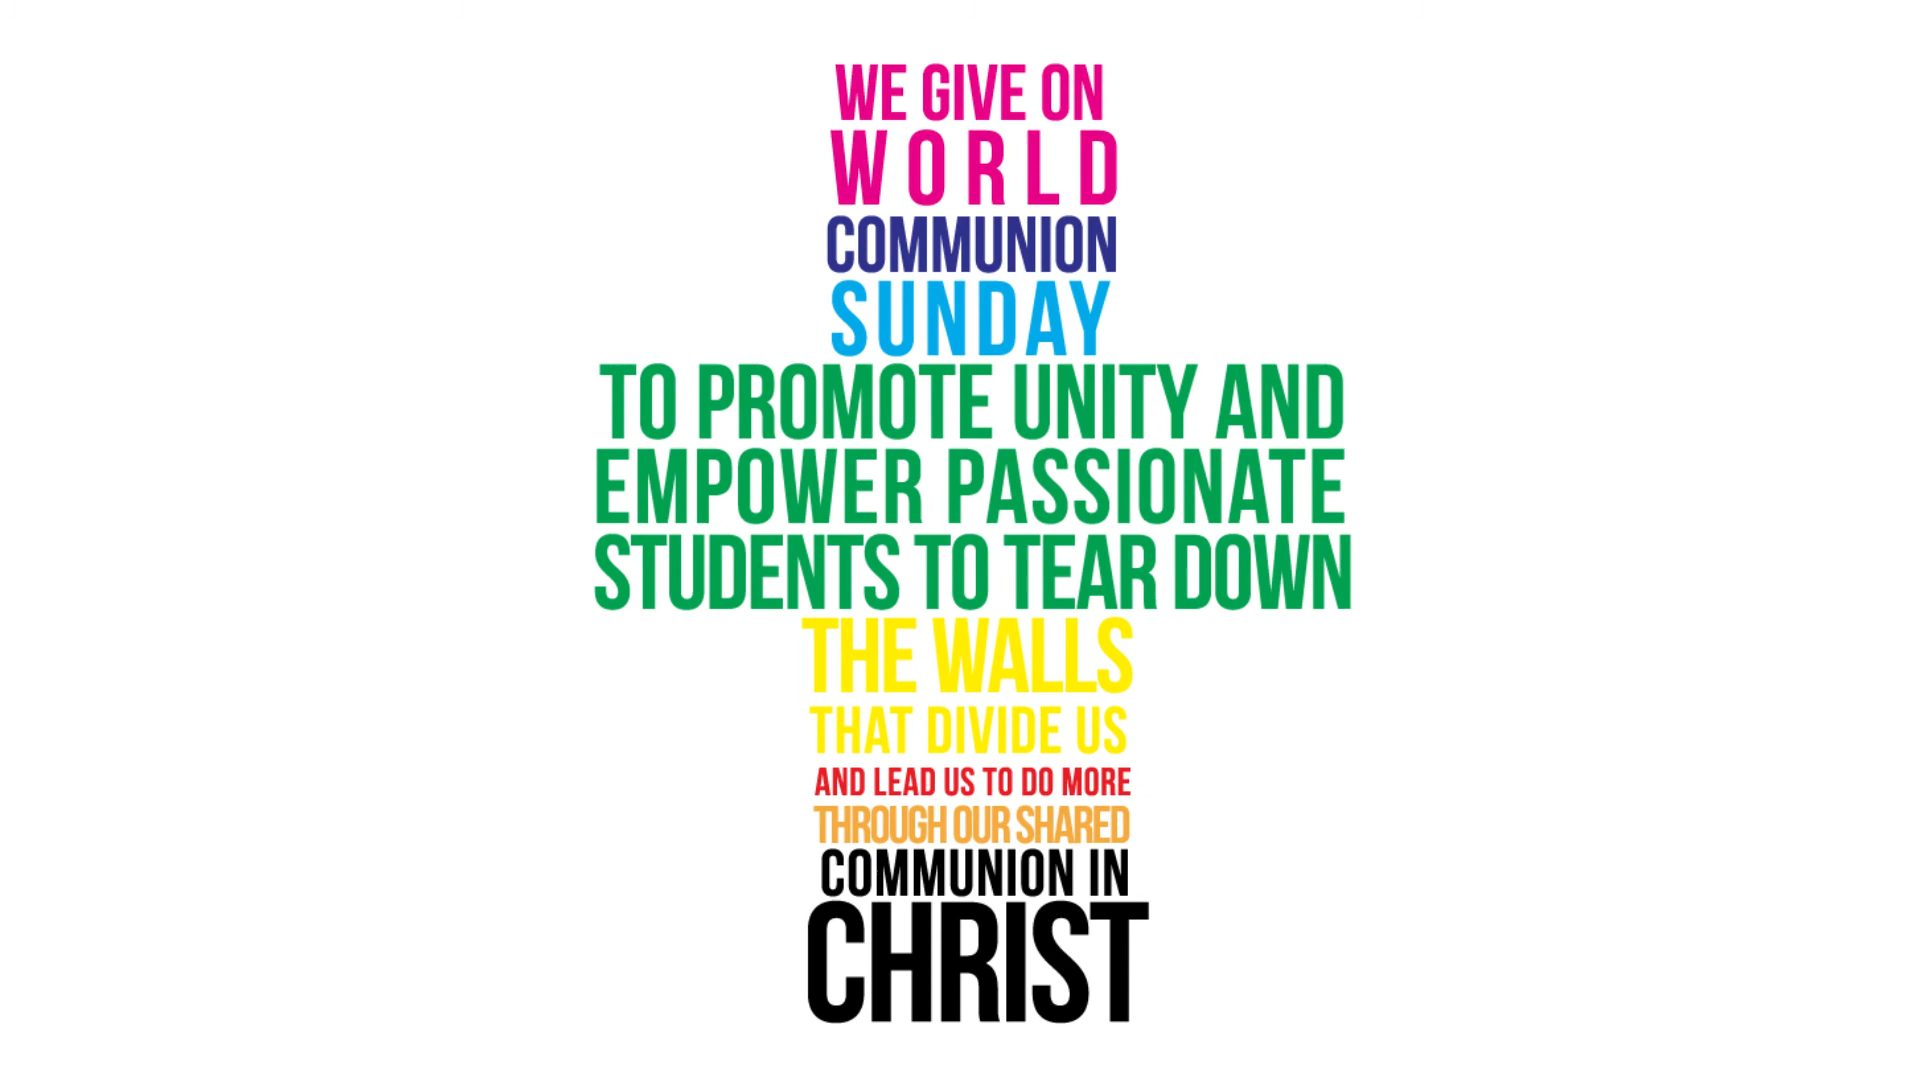 WE GIVE ON
WORLD
COMMUNION
SUNDAY
TO PROMOTE UNITY AND
EMPOWER PASSIONATE
STUDENTS TO TEAR DOWN
THE WALLS
THAT DIVIDE US
AND LEAD US TO DO MORE
THROUGH OUR SHARED
COMMUNION IN
CHRIST